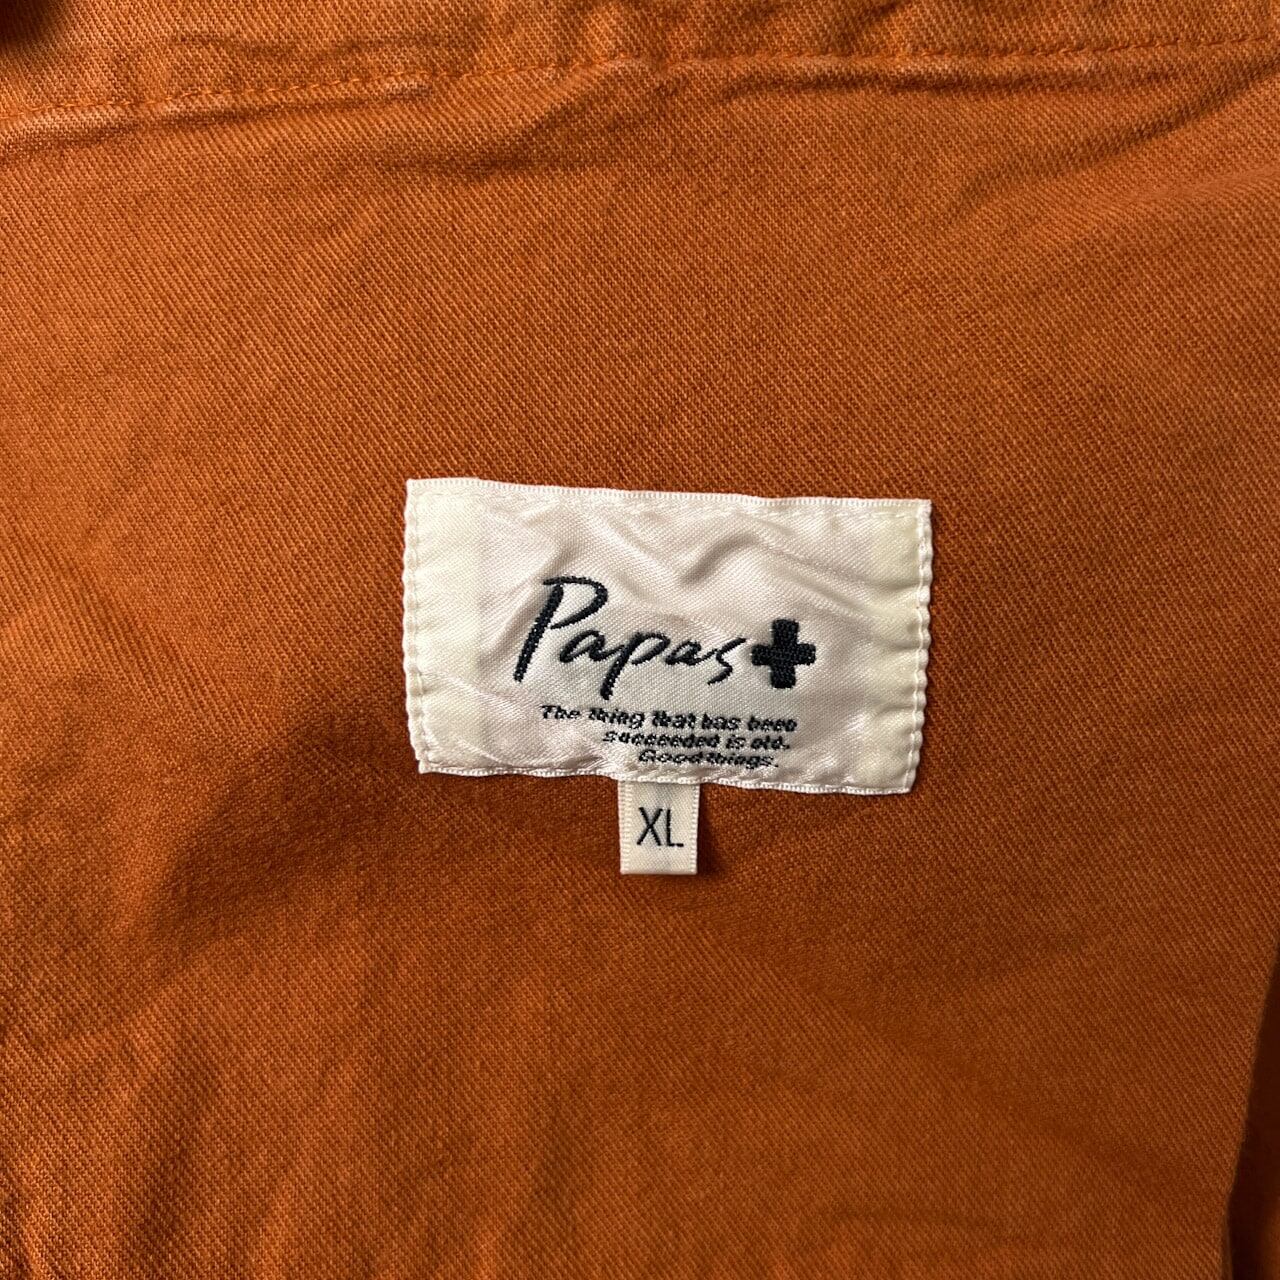 Papas+
The thing that has been
succeeded is old.
Good things.
XL